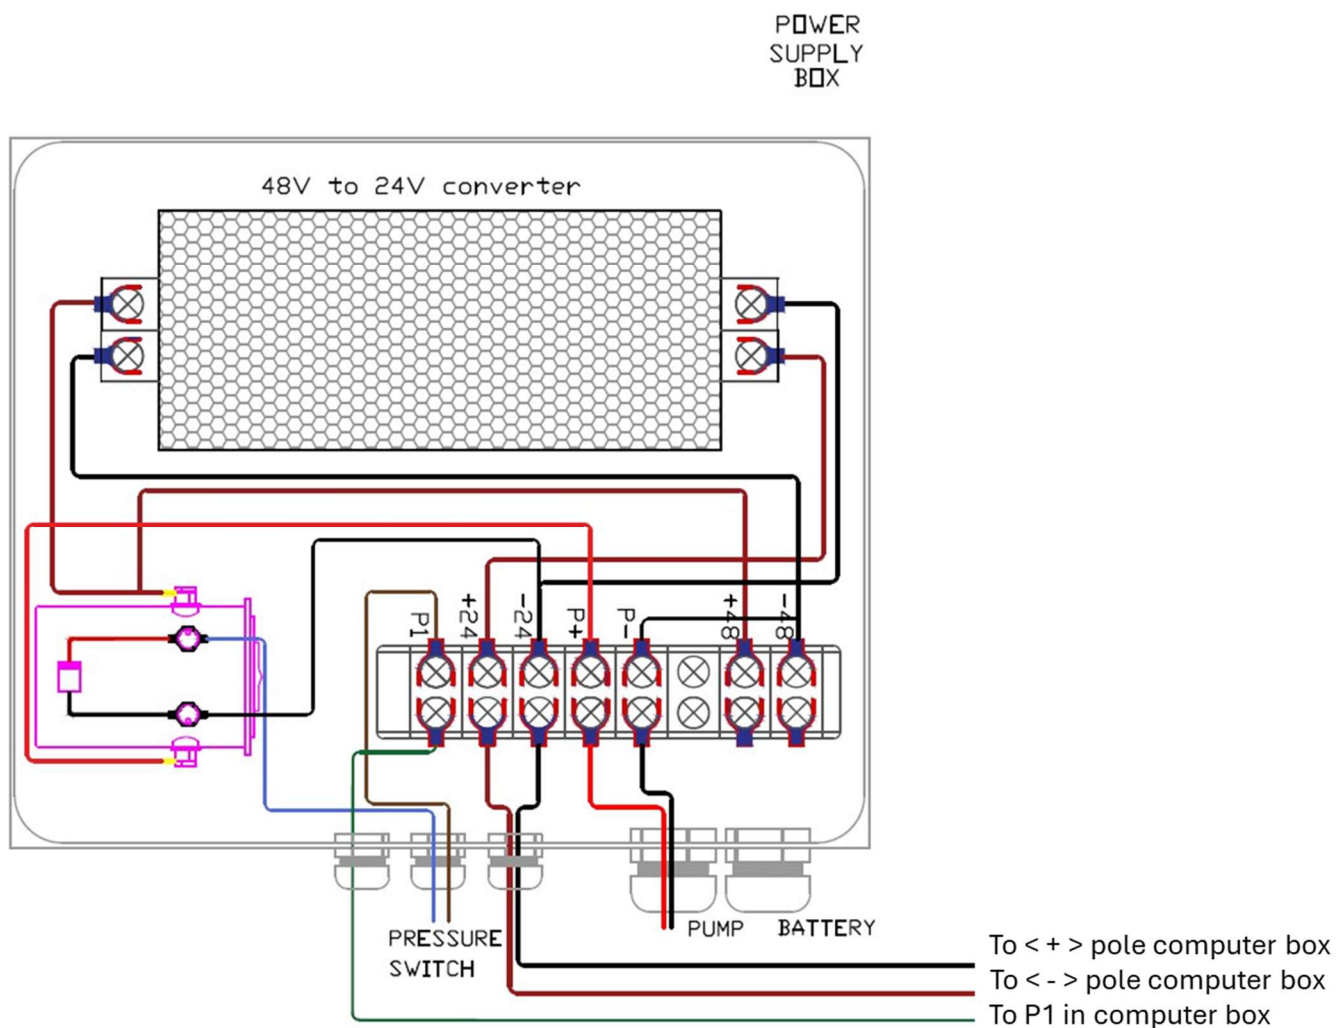 POWER
SUPPLY
BOX
48V to 24V converter
P1
+24
-24
P+
P-
+48
-48
PRESSURE
SWITCH
PUMP
BATTERY
To < + > pole computer box
To < - > pole computer box
To P1 in computer box